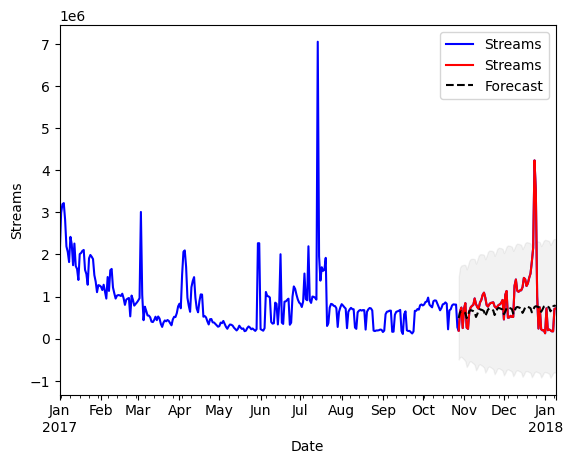 1e6
7
6
5
4
3
2
1
0
−1
Streams
Streams
Streams
Forecast
Jan Feb Mar Apr May Jun Jul Aug Sep Oct Nov Dec Jan
2017 2018
Date